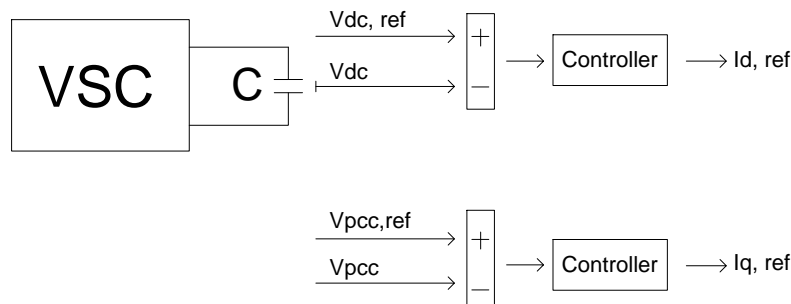 VSC
C
Vdc, ref
Vdc
+
−
Controller
Id, ref
Vpcc,ref
Vpcc
+
−
Controller
Iq, ref